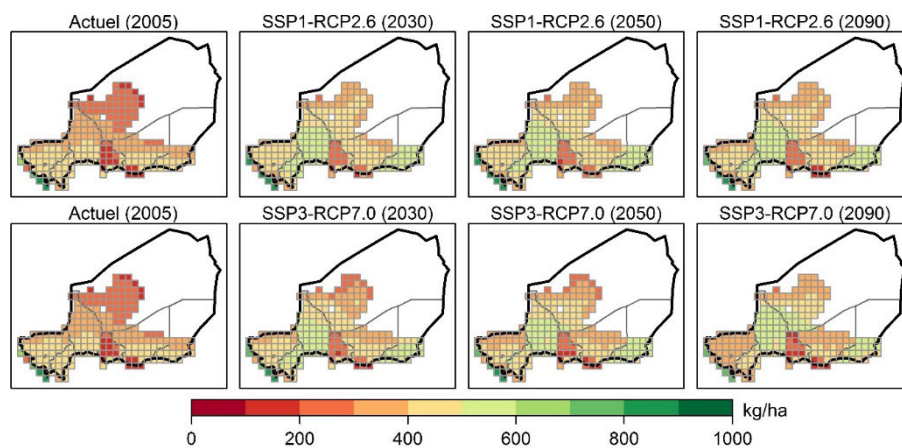 Actuel (2005) SSP1-RCP2.6 (2030) SSP1-RCP2.6 (2050) SSP1-RCP2.6 (2090)
Actuel (2005) SSP3-RCP7.0 (2030) SSP3-RCP7.0 (2050) SSP3-RCP7.0 (2090)
kg/ha
0 200 400 600 800 1000